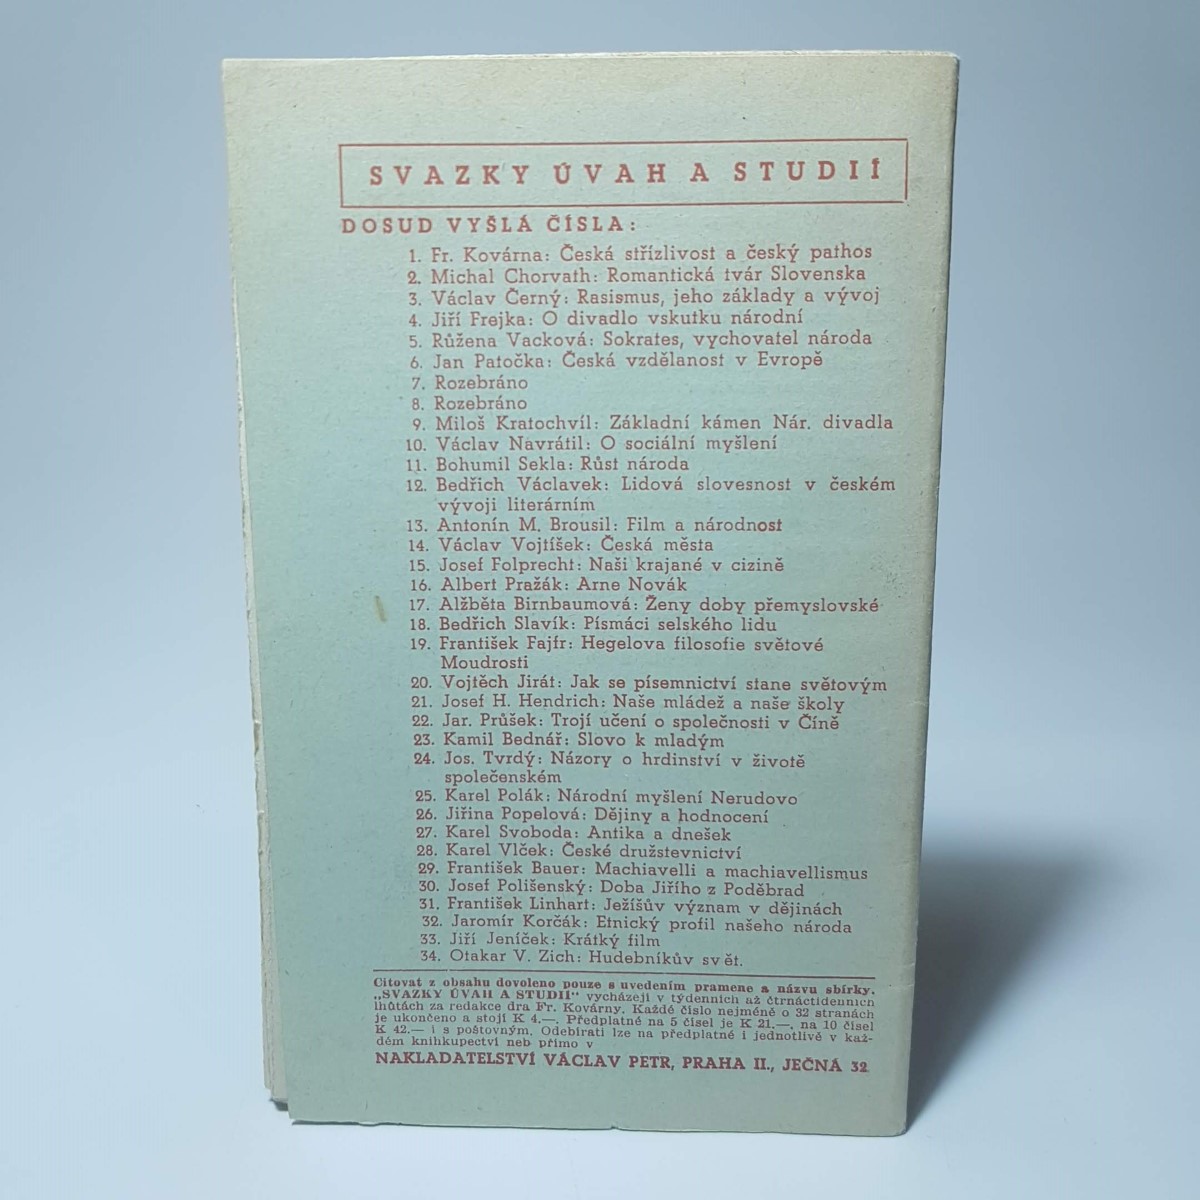 SVAZKY ÚVAH A STUDIÍ
DOSUD VYŠLÁ ČÍSLA:
1. Fr. Kovárna: Česká střízlivost a český pathos
2. Michal Chorvath: Romantická tvár Slovenska
3. Václav Černý: Rasismus, jeho základy a vývoj
4. Jiří Frejka: O divadlo vskutku národní
5. Růžena Vacková: Sokrates, vychovatel národa
6. Jan Patočka: Česká vzdělanost v Evropě
7. Rozebráno
8. Rozebráno
9. Miloš Kratochvíl: Základní kámen Nár. divadla
10. Václav Navrátil: O sociální myšlení
11. Bohumil Sekla: Růst národa
12. Bedřich Václavek: Lidová slovesnost v českém
vývoji literárním
13. Antonín M. Brousil: Film a národnost
14. Václav Vojtíšek: Česká města
15. Josef Folprecht: Naši krajané v cizině
16. Albert Pražák: Arne Novák
17. Alžběta Birnbaumová: Ženy doby přemyslovské
18. Bedřich Slavík: Písmáci selského lidu
19. František Fajfr: Hegelova filosofie světové
Moudrosti
20. Vojtěch Jirát: Jak se písemnictví stane světovým
21. Josef H. Hendrich: Naše mládež a naše školy
22. Jar. Průšek: Trojí učení o společnosti v Číně
23. Kamil Bednář: Slovo k mladým
24. Jos. Tvrdý: Názory o hrdinství v životě
společenském
25. Karel Polák: Národní myšlení Nerudovo
26. Jiřina Popelová: Dějiny a hodnocení
27. Karel Svoboda: Antika a dnešek
28. Karel Vlček: České družstevnictví
29. František Bauer: Machiavelli a machiavellismus
30. Josef Polišenský: Doba Jiřího z Poděbrad
31. František Linhart: Ježíšův význam v dějinách
32. Jaromír Korčák: Etnický profil našeho národa
33. Jiří Jeníček: Krátký film
34. Otakar V. Zich: Hudebníkův svět.
Citovat z obsahu dovoleno pouze s uvedením pramene a názvu sbírky.
„SVAZKY ÚVAH A STUDIÍ" vycházejí v týdenních až čtrnáctidenních
lhůtách za redakce dra Fr. Kovárny. Každé číslo nejméně o 32 stranách
je ukončeno a stojí K 4.—. Předplatné na 5 čísel je K 21.—, na 10 čísel
K 42.— i s poštovným. Odebírati lze na předplatné i jednotlivě v kaž-
dém knihkupectví neb přímo v
NAKLADATELSTVÍ VÁCLAV PETR, PRAHA II., JEČNÁ 32